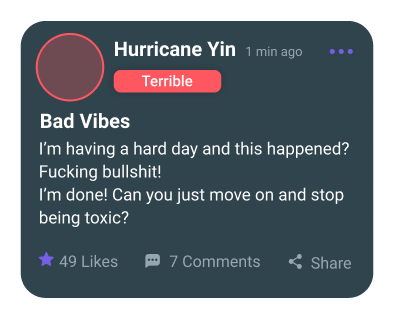 Hurricane Yin 1 min ago
Terrible
Bad Vibes
I'm having a hard day and this happened?
Fucking bullshit!
I'm done! Can you just move on and stop
being toxic?
49 Likes 7 Comments Share